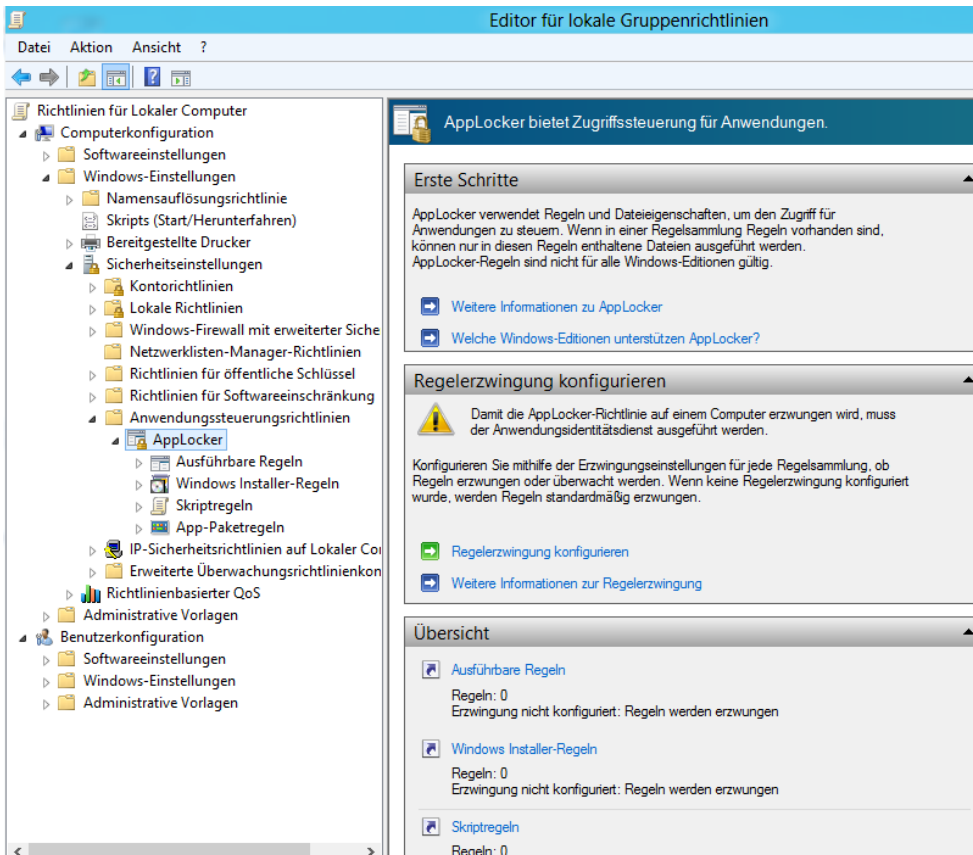 Editor für lokale Gruppenrichtlinien
Datei Aktion Ansicht ?
Richtlinien für Lokaler Computer
Computerkonfiguration
Softwareeinstellungen
Windows-Einstellungen
Namensauflösungsrichtlinie
Skripts (Start/Herunterfahren)
Bereitgestellte Drucker
Sicherheitseinstellungen
Kontorichtlinien
Lokale Richtlinien
Windows-Firewall mit erweiterter Siche
Netzwerklisten-Manager-Richtlinien
Richtlinien für öffentliche Schlüssel
Richtlinien für Softwareeinschränkung
Anwendungssteuerungsrichtlinien
AppLocker
Ausführbare Regeln
Windows Installer-Regeln
Skriptregeln
App-Paketregeln
IP-Sicherheitsrichtlinien auf Lokaler Co
Erweiterte Überwachungsrichtlinienkon
Richtlinienbasierter QoS
Administrative Vorlagen
Benutzerkonfiguration
Softwareeinstellungen
Windows-Einstellungen
Administrative Vorlagen
AppLocker bietet Zugriffssteuerung für Anwendungen.
Erste Schritte
AppLocker verwendet Regeln und Dateieigenschaften, um den Zugriff für
Anwendungen zu steuern. Wenn in einer Regelsammlung Regeln vorhanden sind,
können nur in diesen Regeln enthaltene Dateien ausgeführt werden.
AppLocker-Regeln sind nicht für alle Windows-Editionen gültig.
Weitere Informationen zu AppLocker
Welche Windows-Editionen unterstützen AppLocker?
Regelerzwingung konfigurieren
Damit die AppLocker-Richtlinie auf einem Computer erzwungen wird, muss
der Anwendungsidentitätsdienst ausgeführt werden.
Konfigurieren Sie mithilfe der Erzwingungseinstellungen für jede Regelsammlung, ob
Regeln erzwungen oder überwacht werden. Wenn keine Regelerzwingung konfiguriert
wurde, werden Regeln standardmäßig erzwungen.
Regelerzwingung konfigurieren
Weitere Informationen zur Regelerzwingung
Übersicht
Ausführbare Regeln
Regeln: 0
Erzwingung nicht konfiguriert: Regeln werden erzwungen
Windows Installer-Regeln
Regeln: 0
Erzwingung nicht konfiguriert: Regeln werden erzwungen
Skriptregeln
Regeln: 0